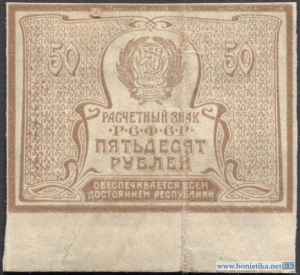 50 50
РАСЧЕТНЫЙ ЗНАК
Р.С.Ф.С.Р.
ПЯТЬДЕСЯТ
РУБЛЕЙ
ОБЕСПЕЧИВАЕТСЯ ВСЕМ
ДОСТОЯНИЕМ РЕСПУБЛИКИ
www.bonistika.net